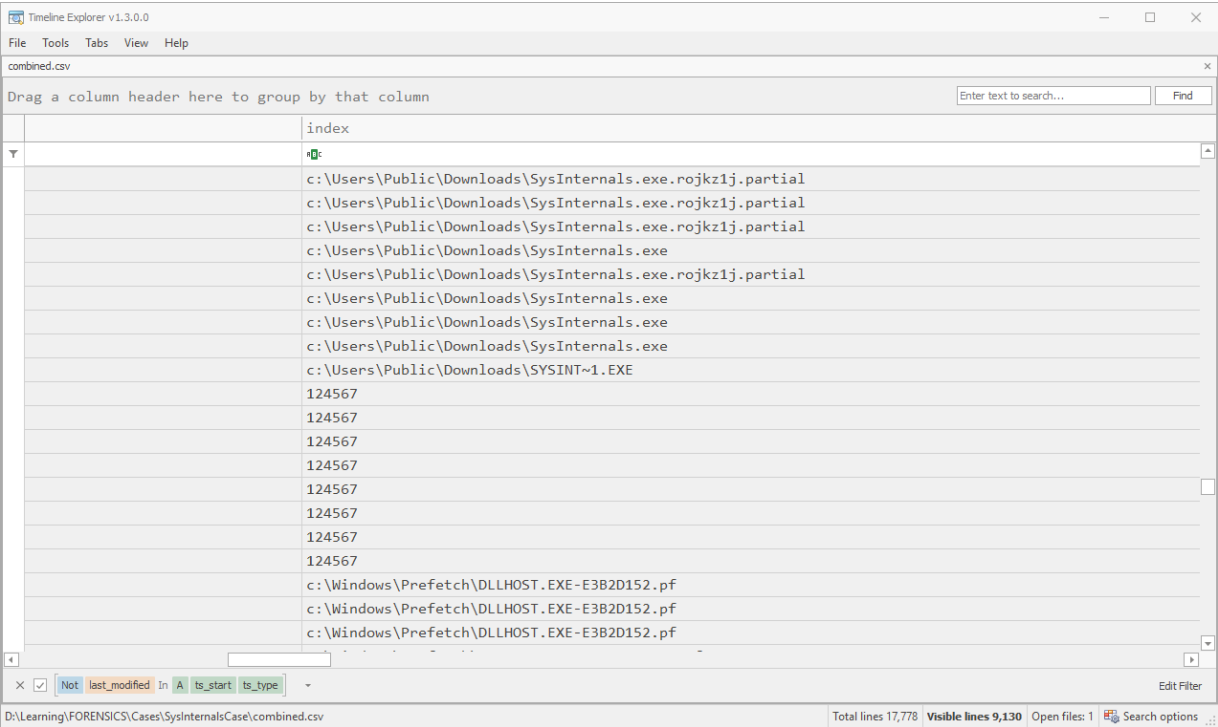 Timeline Explorer v1.3.0.0
File Tools Tabs View Help
combined.csv
Drag a column header here to group by that column
Enter text to search...
Find
index
ABC
c:\Users\Public\Downloads\SysInternals.exe.rojkz1j.partial
c:\Users\Public\Downloads\SysInternals.exe.rojkz1j.partial
c:\Users\Public\Downloads\SysInternals.exe.rojkz1j.partial
c:\Users\Public\Downloads\SysInternals.exe
c:\Users\Public\Downloads\SysInternals.exe.rojkz1j.partial
c:\Users\Public\Downloads\SysInternals.exe
c:\Users\Public\Downloads\SysInternals.exe
c:\Users\Public\Downloads\SysInternals.exe
c:\Users\Public\Downloads\SYSINT~1.EXE
124567
124567
124567
124567
124567
124567
124567
124567
c:\Windows\Prefetch\DLLHOST.EXE-E3B2D152.pf
c:\Windows\Prefetch\DLLHOST.EXE-E3B2D152.pf
c:\Windows\Prefetch\DLLHOST.EXE-E3B2D152.pf
Not last_modified In A ts_start ts_type
Edit Filter
D:\Learning\FORENSICS\Cases\SysInternalsCase\combined.csv
Total lines 17,778 Visible lines 9,130 Open files: 1 Search options